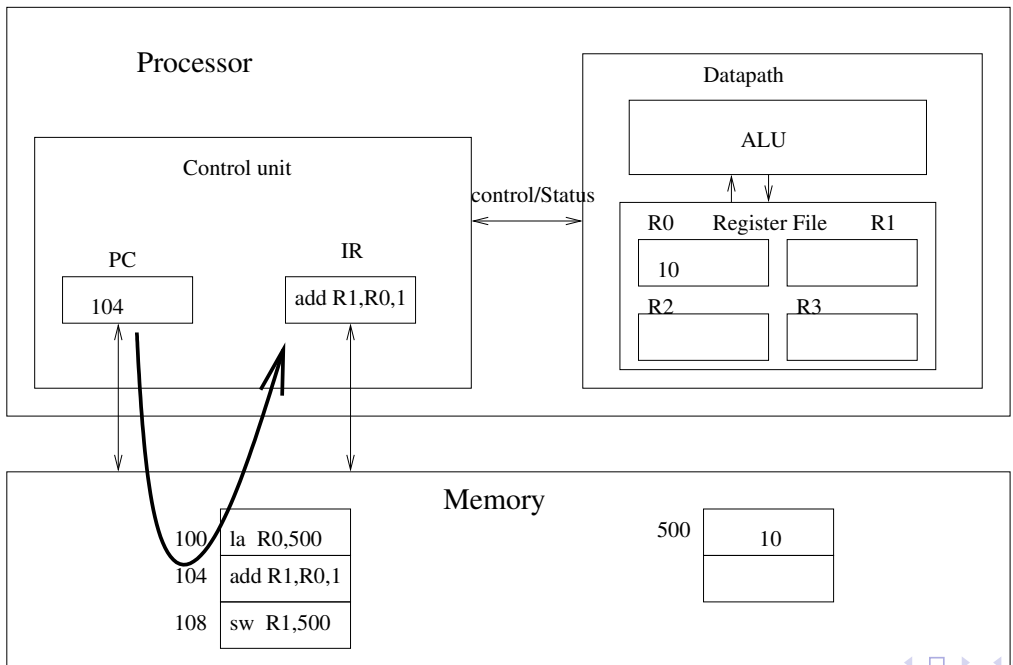 Processor
Datapath
ALU
Control unit
control/Status
R0 Register File R1
10
R2 R3
PC
IR
104
add R1,R0,1
Memory
100 la R0,500
104 add R1,R0,1
108 sw R1,500
500 10